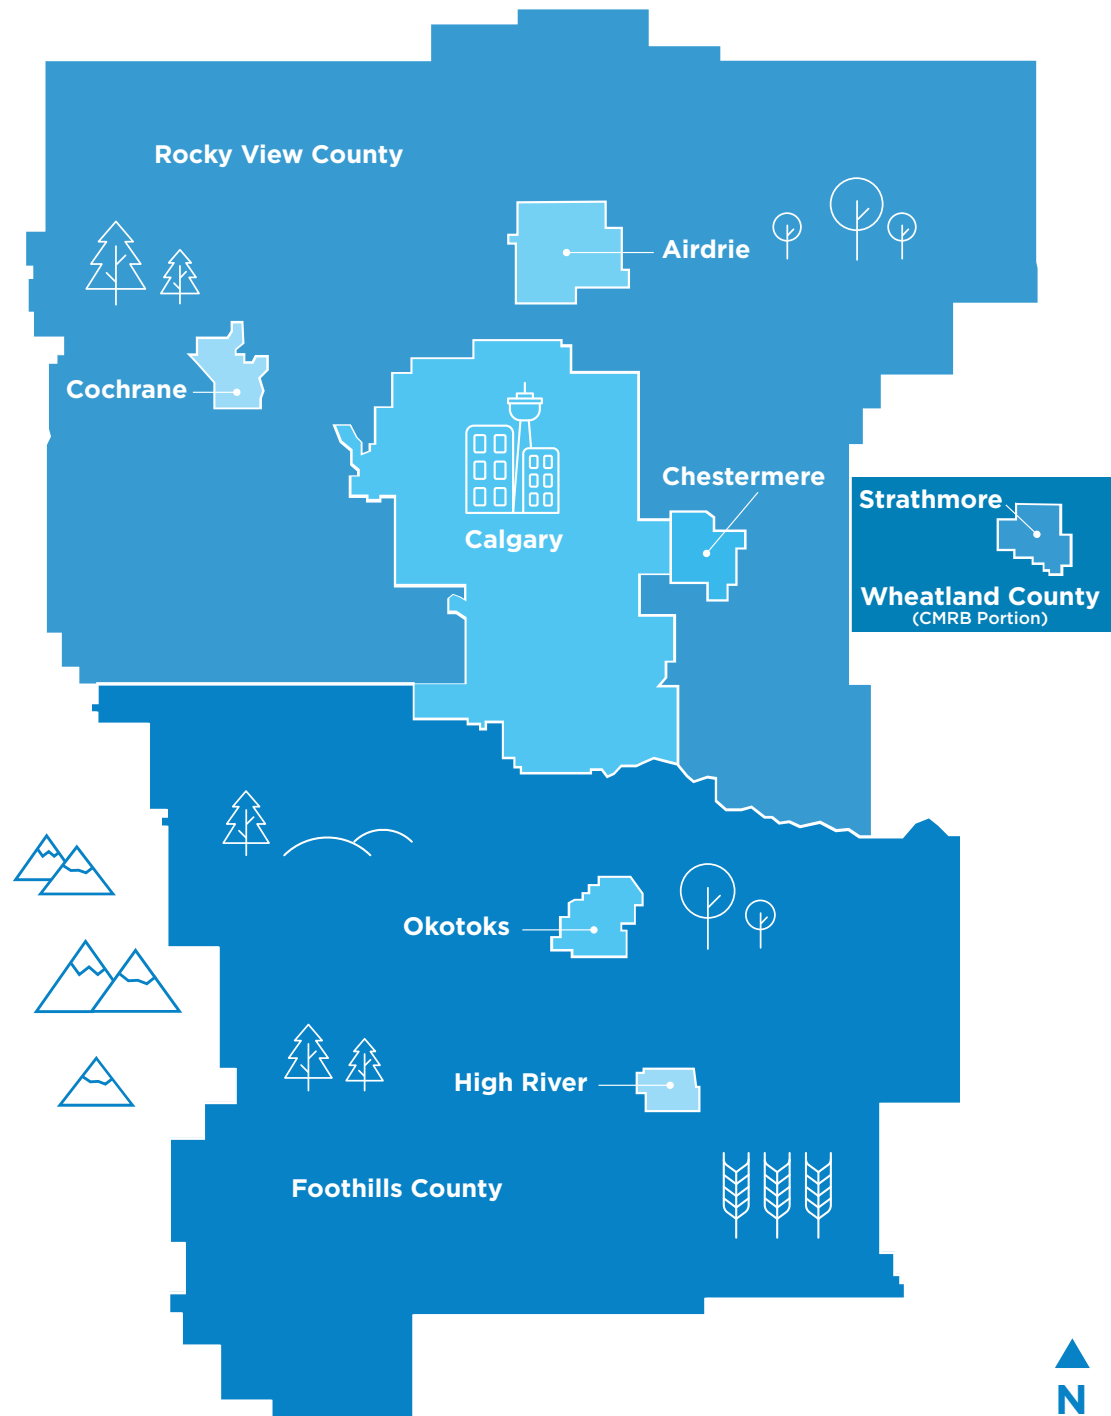 Rocky View County
Airdrie
Cochrane
Chestermere
Strathmore
Calgary
Wheatland County
(CMRB Portion)
Okotoks
High River
Foothills County
N